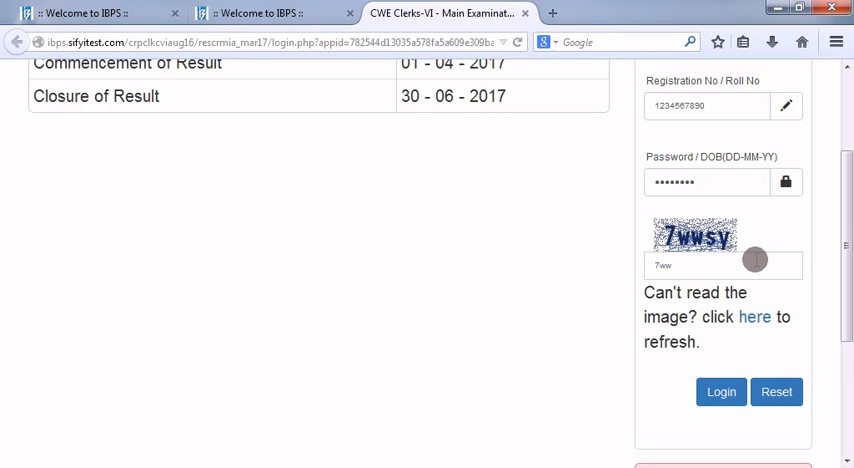 :: Welcome to IBPS ::
:: Welcome to IBPS ::
CWE Clerks-VI - Main Examinat...
ibps.sifyitest.com/crpclkcviaug16/rescrmia_mar17/login.php?appid=782544d13035a578fa5a609e309ba
Google
Commencement of Result 01 - 04 - 2017
Closure of Result 30 - 06 - 2017
Registration No / Roll No
1234567890
Password / DOB(DD-MM-YY)
7wwsy
7ww
Can't read the
image? click here to
refresh.
Login Reset